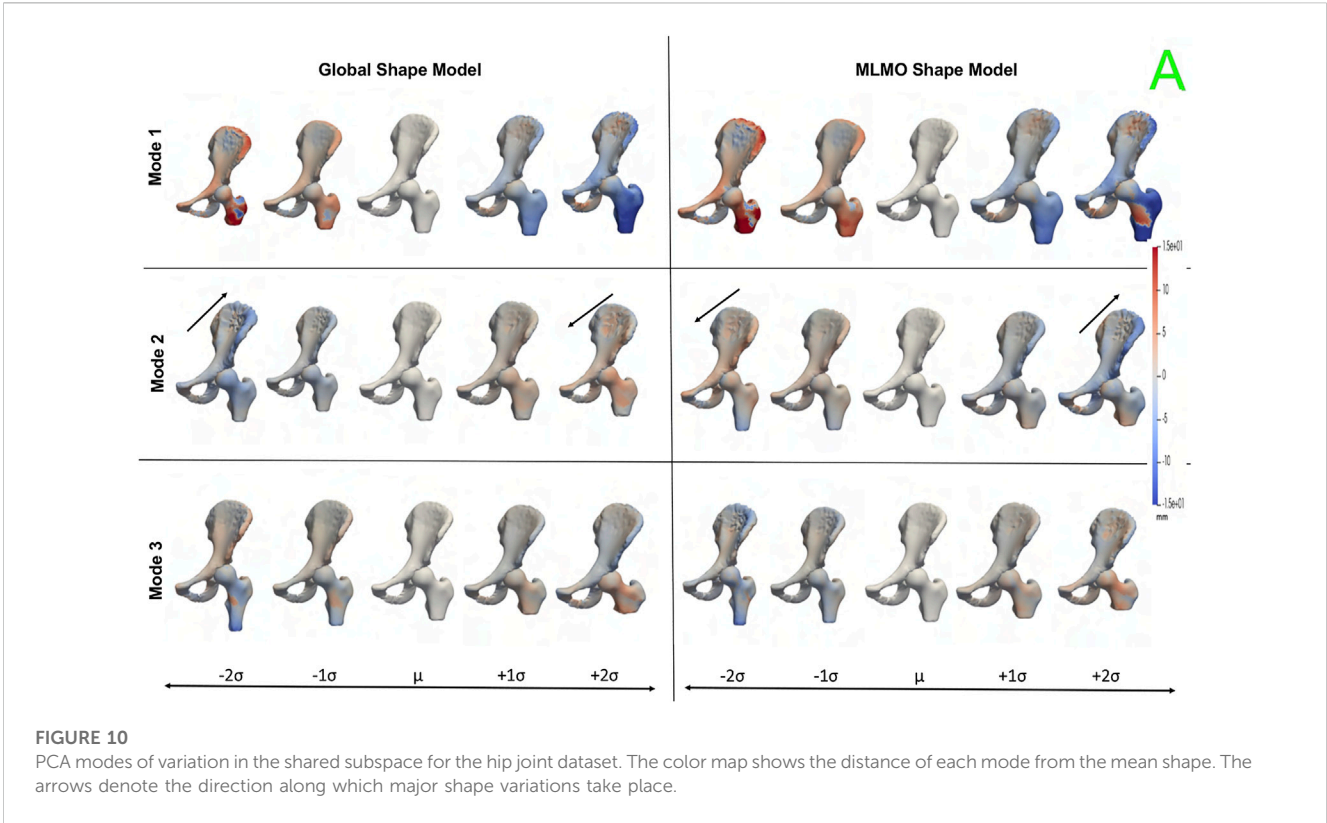 Global Shape Model
MLMO Shape Model
A
Mode 1
1.5e+01
10
5
0
-5
-10
-1.5e+01
mm
Mode 2
Mode 3
-2σ -1σ μ +1σ +2σ
-2σ -1σ μ +1σ +2σ
FIGURE 10
PCA modes of variation in the shared subspace for the hip joint dataset. The color map shows the distance of each mode from the mean shape. The
arrows denote the direction along which major shape variations take place.